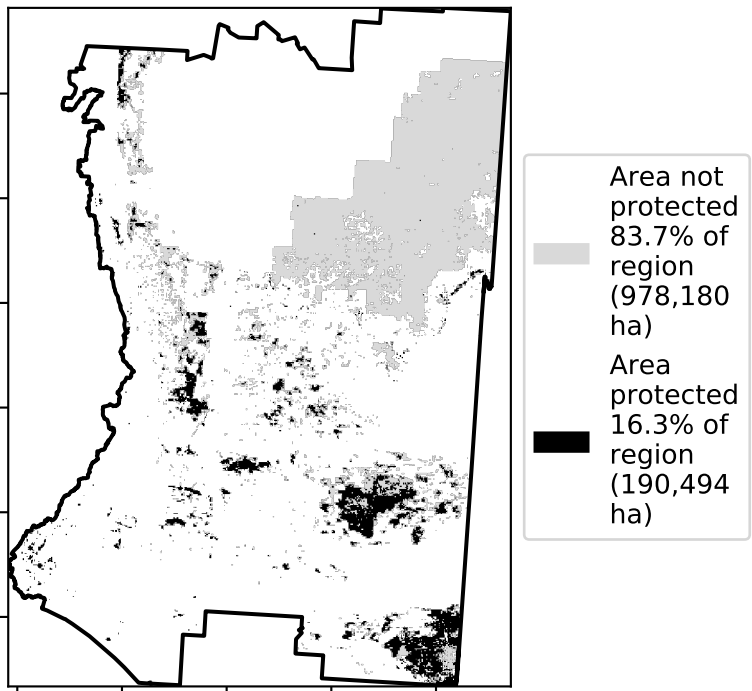 Area not
protected
83.7% of
region
(978,180
ha)
Area
protected
16.3% of
region
(190,494
ha)